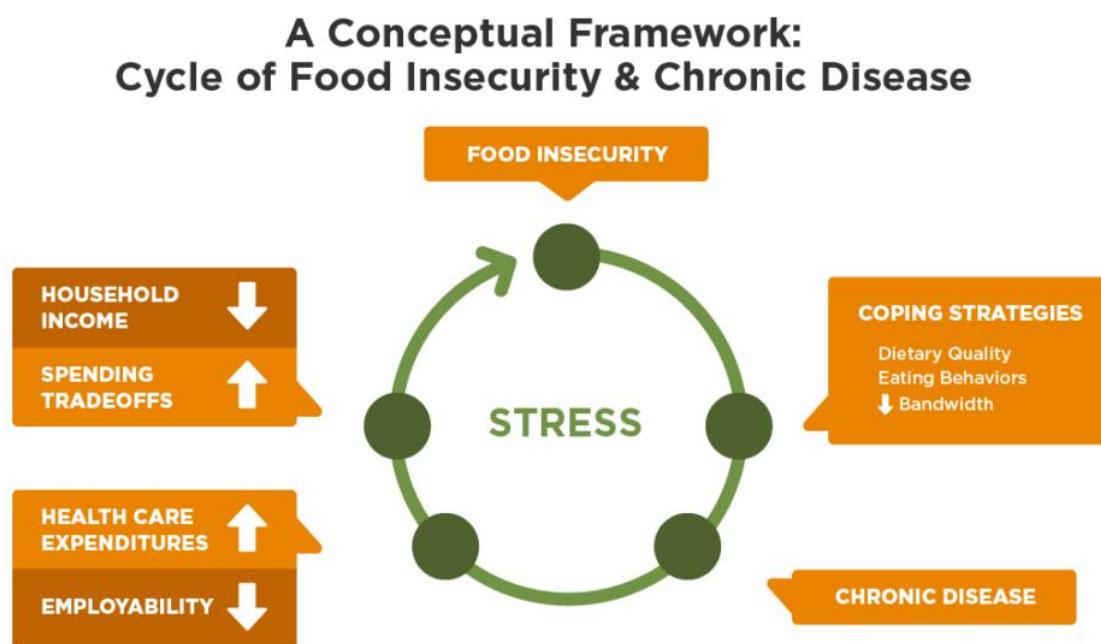 A Conceptual Framework:
Cycle of Food Insecurity & Chronic Disease
FOOD INSECURITY
HOUSEHOLD
INCOME
SPENDING
TRADEOFFS
COPING STRATEGIES
Dietary Quality
Eating Behaviors
Bandwidth
STRESS
HEALTH CARE
EXPENDITURES
EMPLOYABILITY
CHRONIC DISEASE